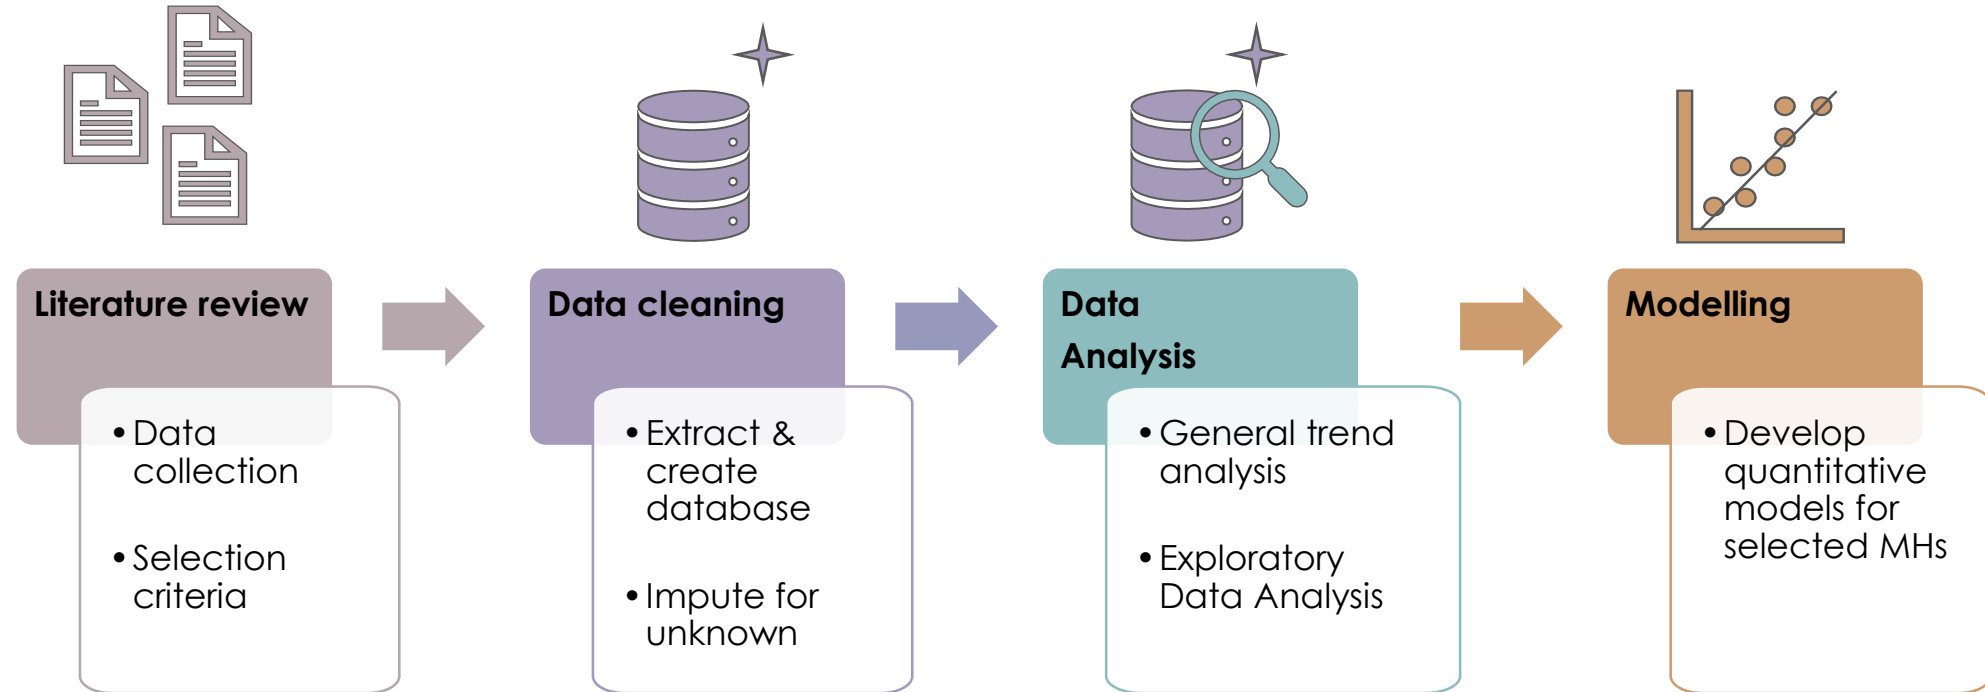 Literature review
• Data
collection
• Selection
criteria
Data cleaning
• Extract &
create
database
• Impute for
unknown
Data
Analysis
• General trend
analysis
• Exploratory
Data Analysis
Modelling
• Develop
quantitative
models for
selected MHs